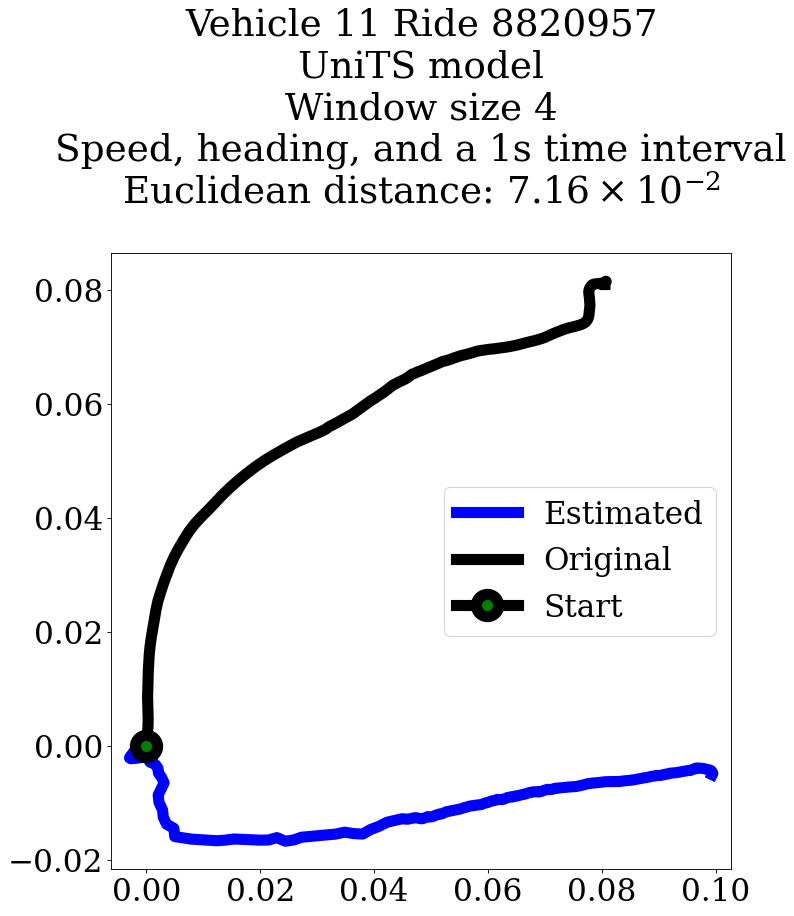 Vehicle 11 Ride 8820957
UniTS model
Window size 4
Speed, heading, and a 1s time interval
Euclidean distance: 7.16 × 10⁻²
0.08
0.06
0.04
0.02
0.00
−0.02
Estimated
Original
Start
0.00 0.02 0.04 0.06 0.08 0.10